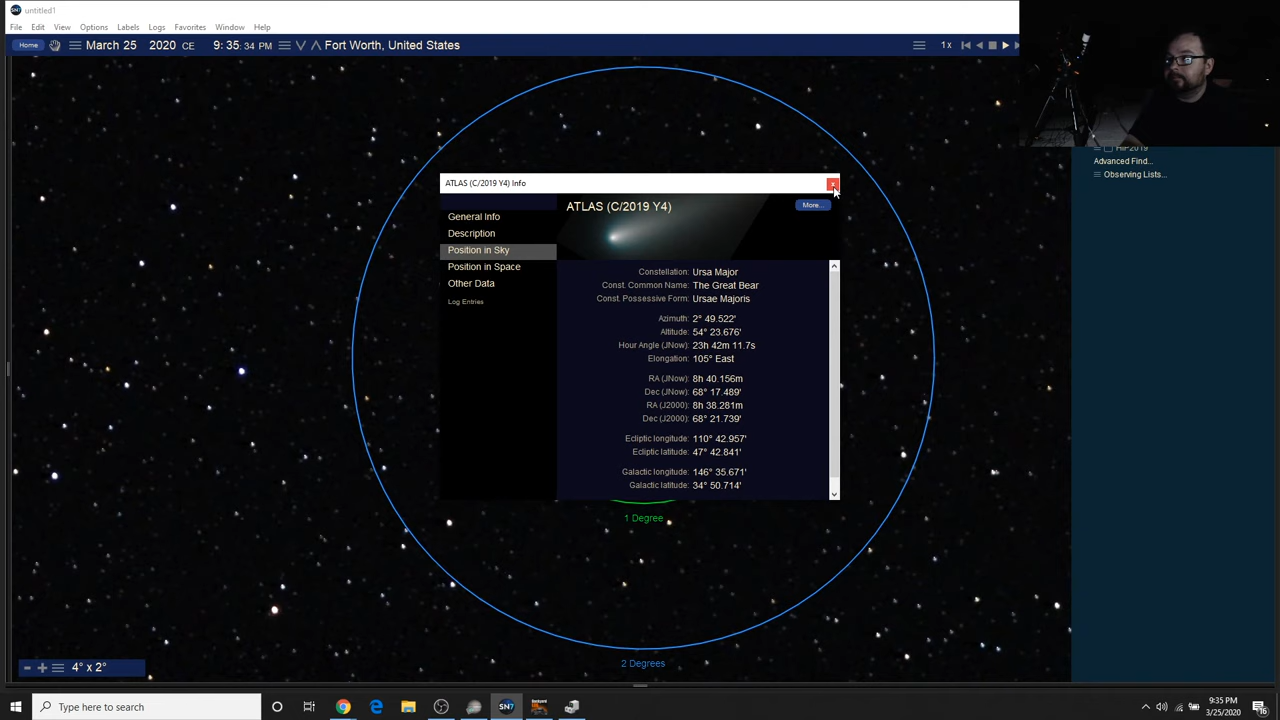 SN7 untitled1
File Edit View Options Labels Logs Favorites Window Help
Home March 25 2020 CE 9: 35: 34 PM Fort Worth, United States 1x
HIP2019
Advanced Find...
Observing Lists...
ATLAS (C/2019 Y4) Info x
ATLAS (C/2019 Y4) More...
General Info
Description
Position in Sky
Position in Space
Other Data
Log Entries
Constellation: Ursa Major
Const. Common Name: The Great Bear
Const. Possessive Form: Ursae Majoris
Azimuth: 2° 49.522'
Altitude: 54° 23.676'
Hour Angle (JNow): 23h 42m 11.7s
Elongation: 105° East
RA (JNow): 8h 40.156m
Dec (JNow): 68° 17.489'
RA (J2000): 8h 38.281m
Dec (J2000): 68° 21.739'
Ecliptic longitude: 110° 42.957'
Ecliptic latitude: 47° 42.841'
Galactic longitude: 146° 35.671'
Galactic latitude: 34° 50.714'
1 Degree
2 Degrees
4° x 2°
Type here to search
SN7
9:35 PM
3/25/2020